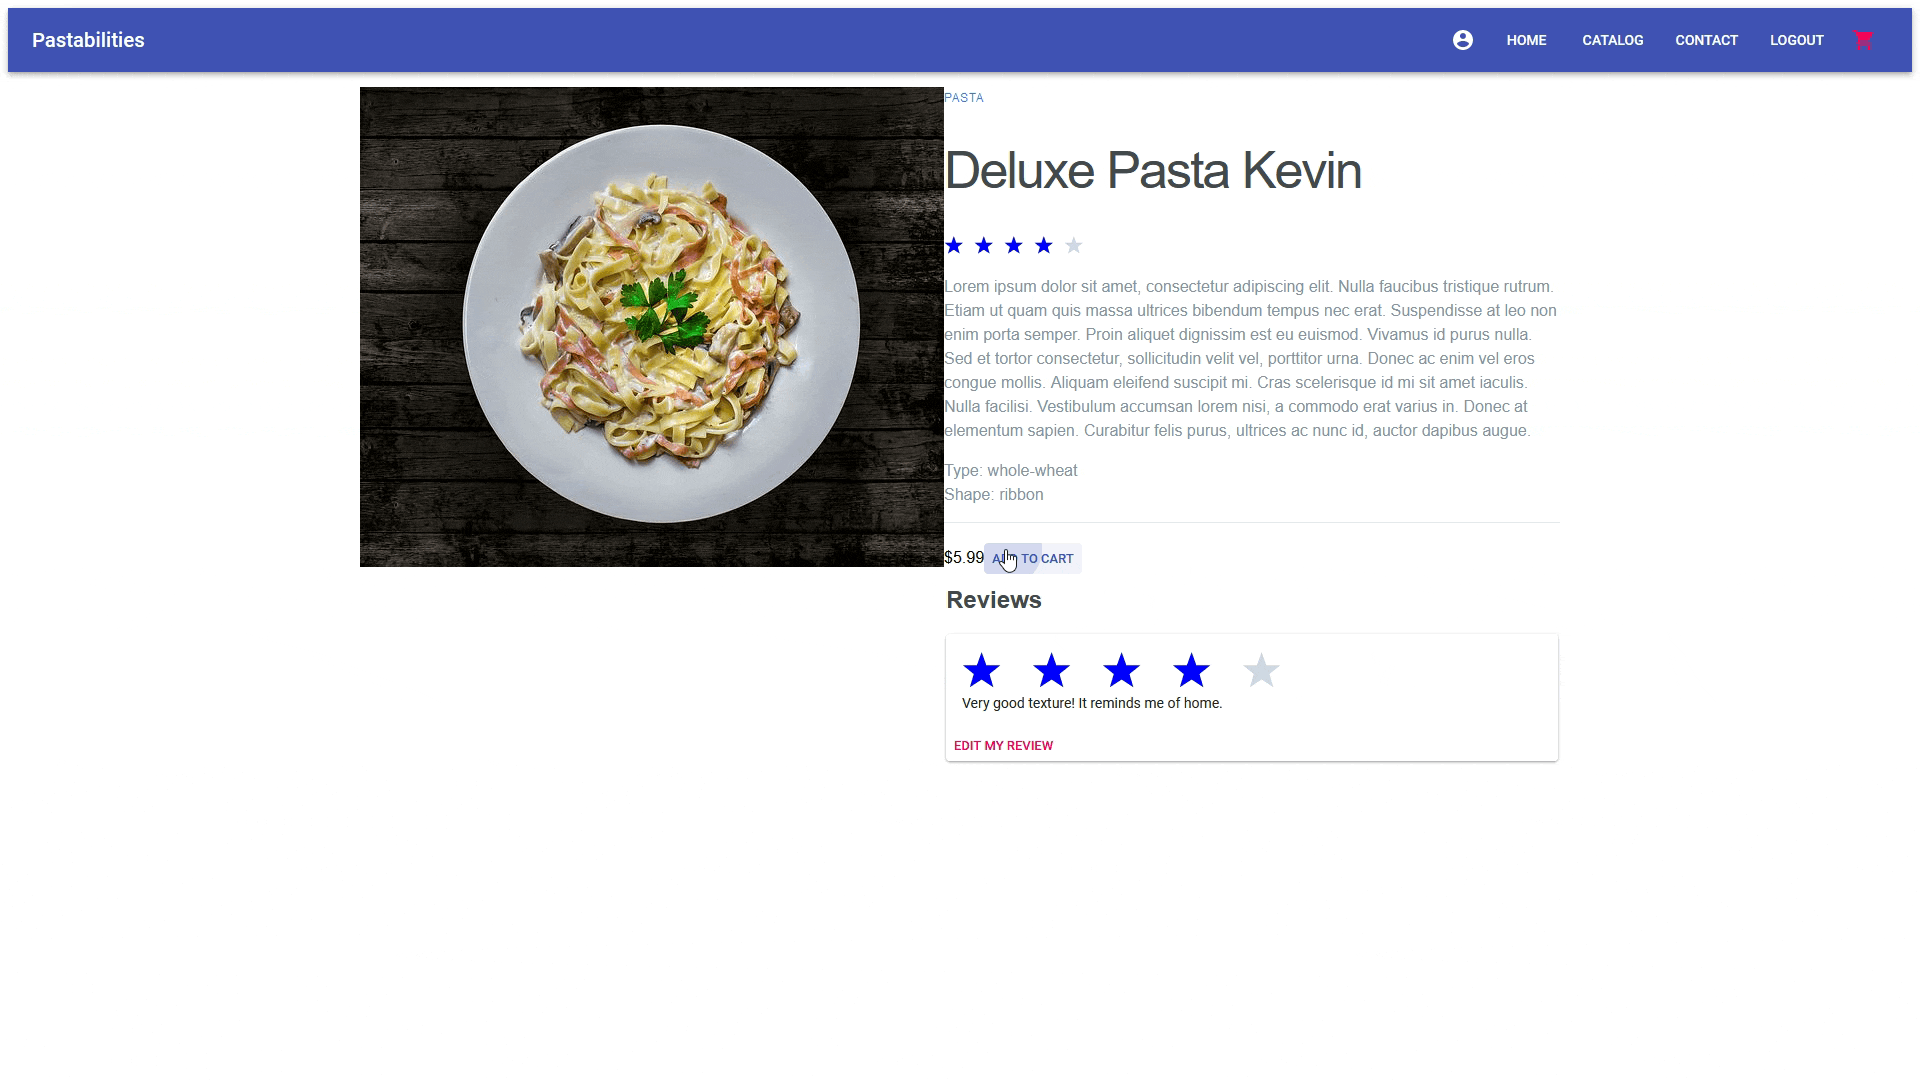 Pastabilities
HOME
CATALOG
CONTACT
LOGOUT
PASTA
Deluxe Pasta Kevin
Lorem ipsum dolor sit amet, consectetur adipiscing elit. Nulla faucibus tristique rutrum.
Etiam ut quam quis massa ultrices bibendum tempus nec erat. Suspendisse at leo non
enim porta semper. Proin aliquet dignissim est eu euismod. Vivamus id purus nulla.
Sed et tortor consectetur, sollicitudin velit vel, porttitor urna. Donec ac enim vel eros
congue mollis. Aliquam eleifend suscipit mi. Cras scelerisque id mi sit amet iaculis.
Nulla facilisi. Vestibulum accumsan lorem nisi, a commodo erat varius in. Donec at
elementum sapien. Curabitur felis purus, ultrices ac nunc id, auctor dapibus augue.
Type: whole-wheat
Shape: ribbon
$5.99
ADD TO CART
Reviews
Very good texture! It reminds me of home.
EDIT MY REVIEW